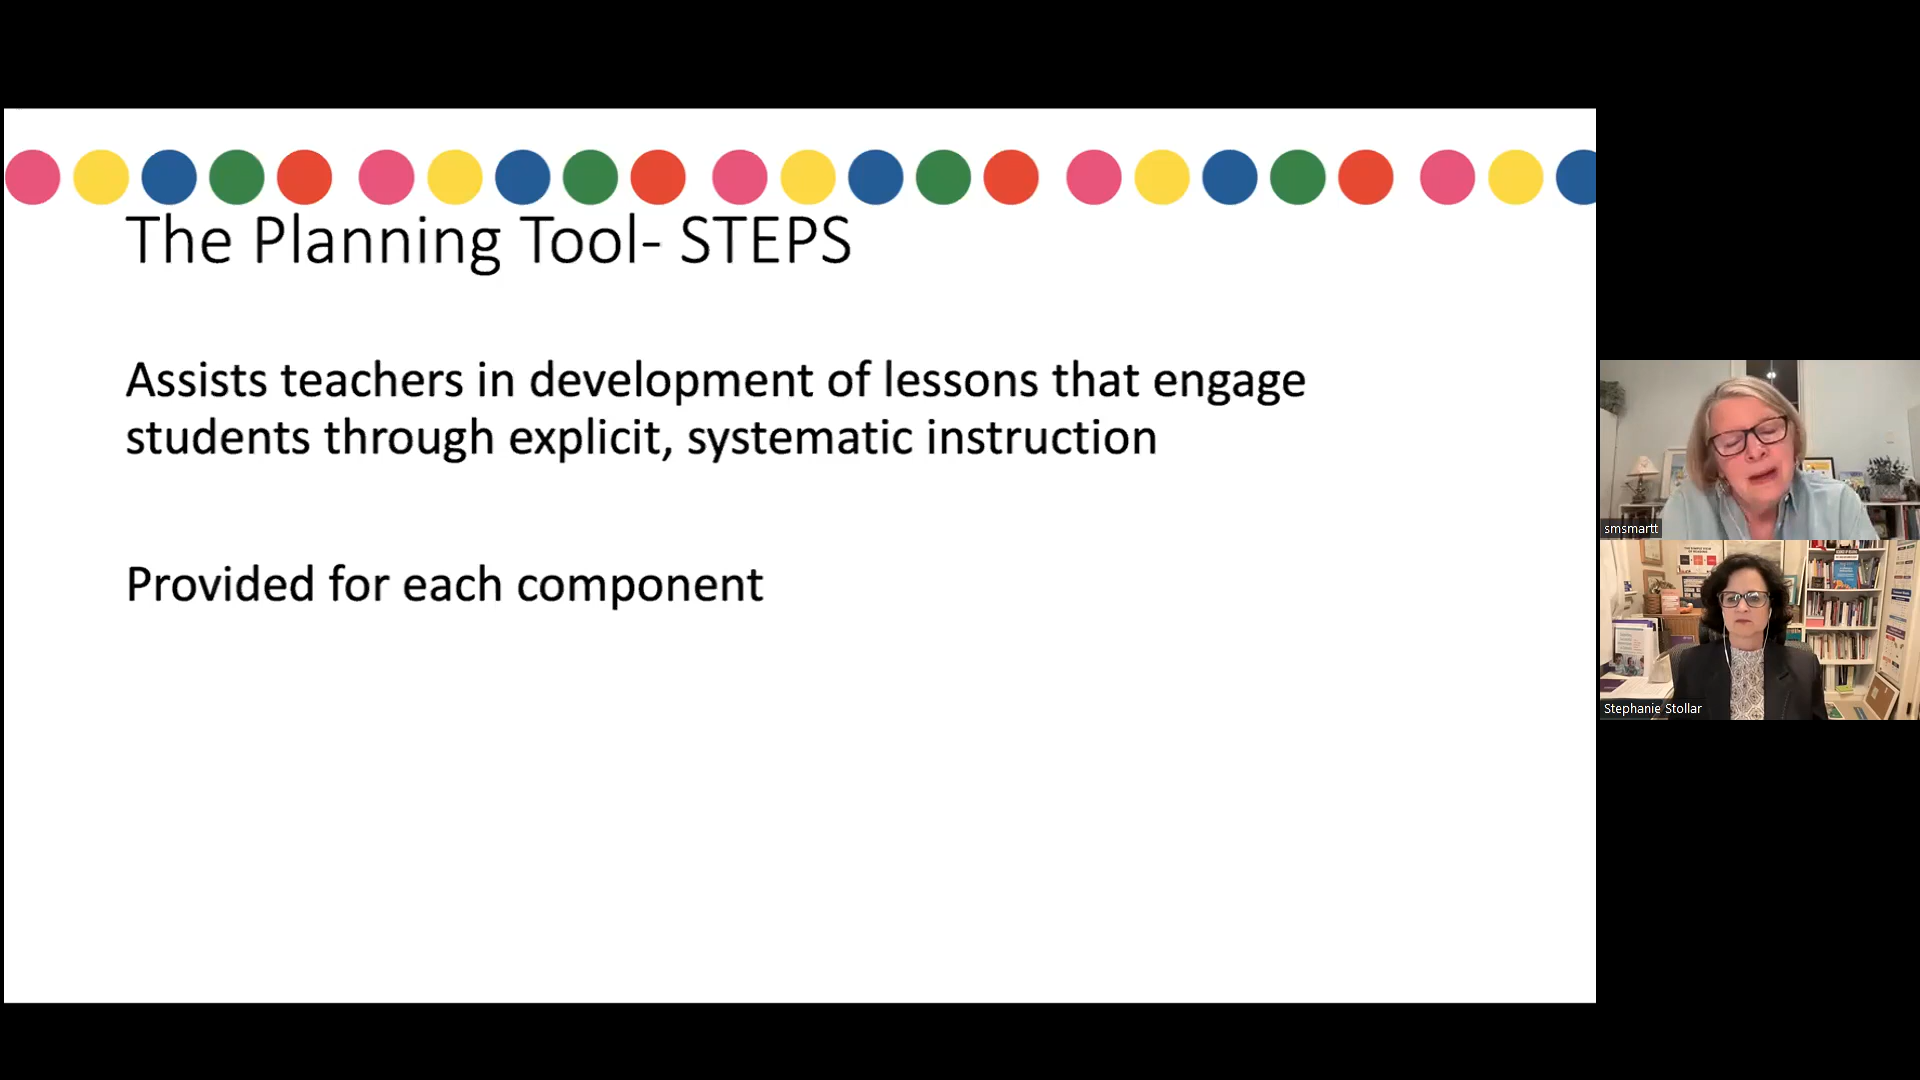 The Planning Tool- STEPS
Assists teachers in development of lessons that engage
students through explicit, systematic instruction
Provided for each component
smsmartt
Stephanie Stollar